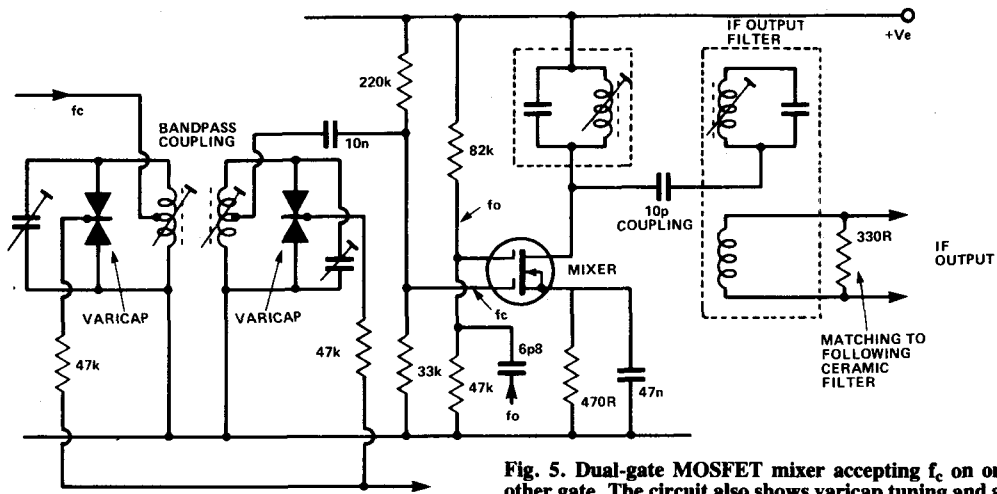 IF OUTPUT
FILTER
+Ve
fc
220k
BANDPASS
COUPLING
10n
82k
fo
10p
COUPLING
330R
IF
OUTPUT
MIXER
VARICAP
VARICAP
fc
47k
47k
33k
47k
6p8
fo
470R
47n
MATCHING TO
FOLLOWING
CERAMIC
FILTER
Fig. 5. Dual-gate MOSFET mixer accepting fc on on
other gate. The circuit also shows varicap tuning and a